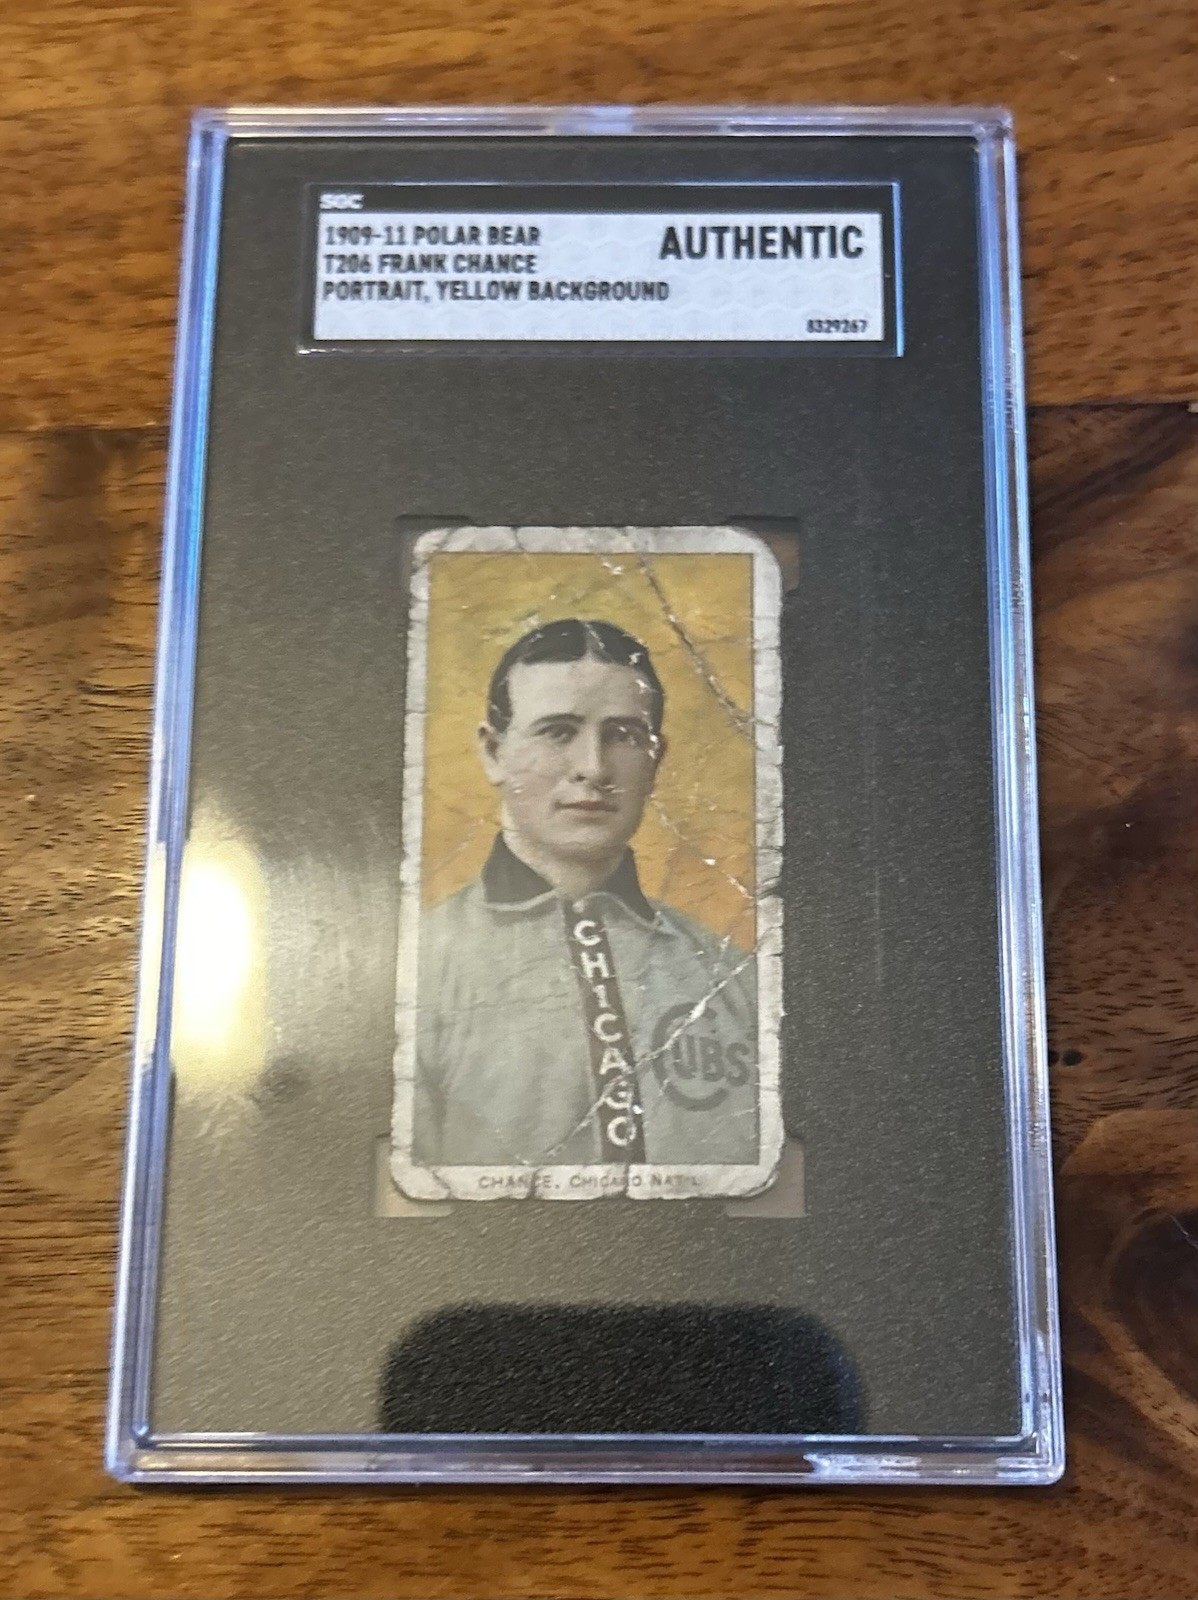 SGC
1909-11 POLAR BEAR
T206 FRANK CHANCE
PORTRAIT, YELLOW BACKGROUND
AUTHENTIC
8329267
CHICAGO
CUBS
CHANCE, CHICAGO NAT'L